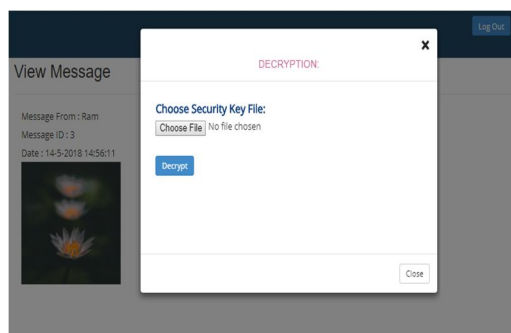 Log Out
View Message
Message From : Ram
Message ID : 3
Date : 14-5-2018 14:56:11
×
DECRYPTION:
Choose Security Key File:
Choose File No file chosen
Decrypt
Close